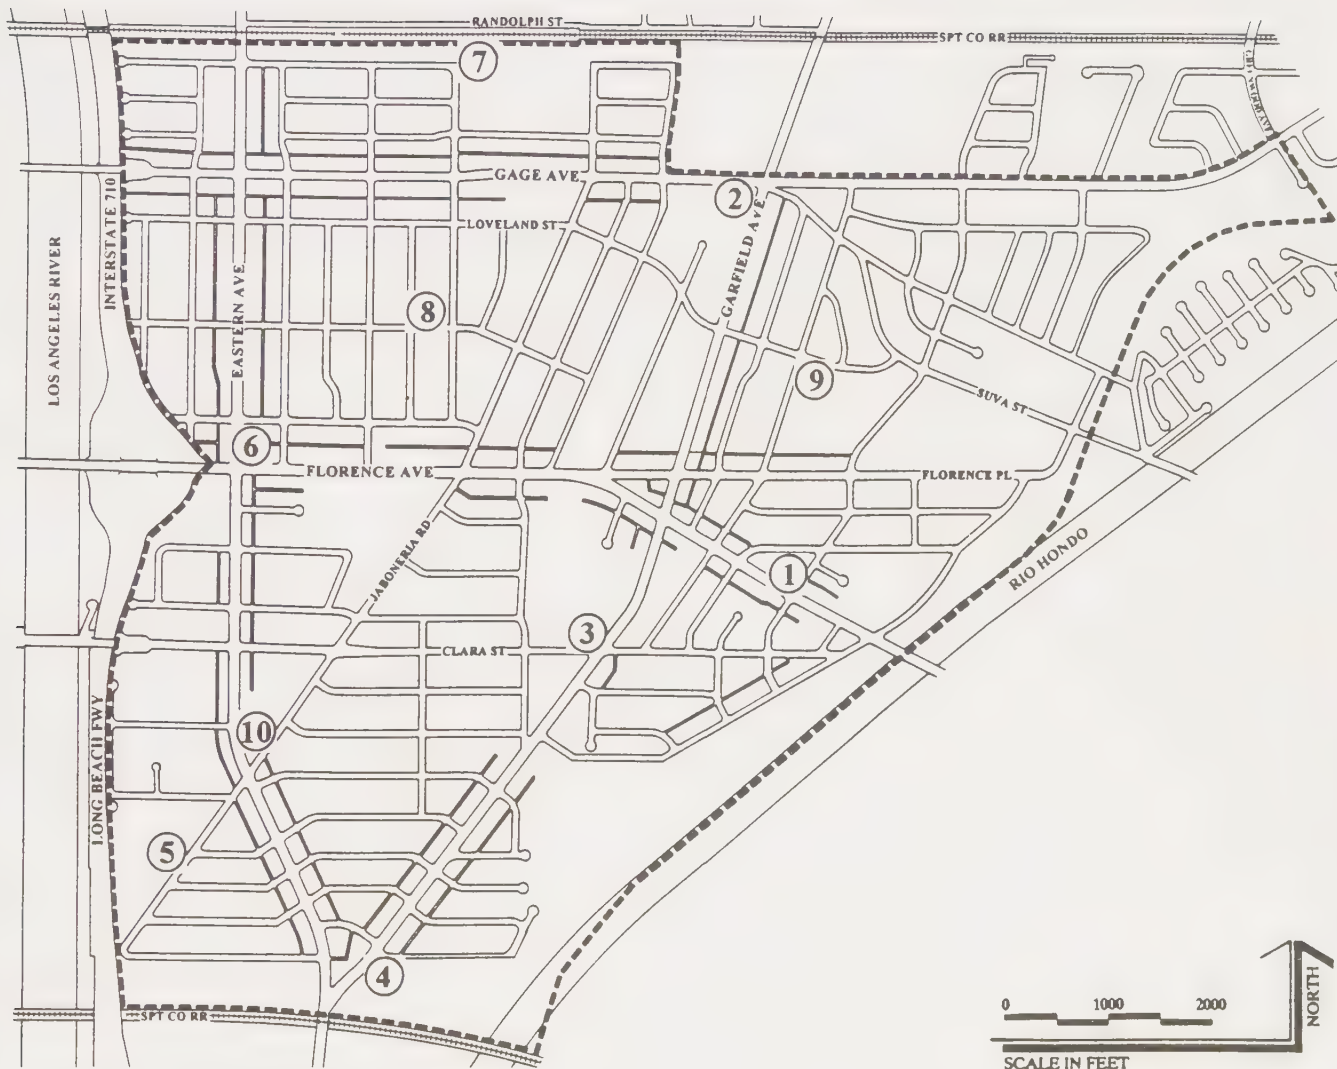 RANDOLPH ST
SPT CO RR
7
INTERSTATE 710
GAGE AVE
2
LOVELAND ST
GARFIELD AVE
LOS ANGELES RIVER
EASTERN AVE
8
9
SUVA ST
6
FLORENCE AVE
FLORENCE PL
JABONERIA RD
RIO HONDO
1
3
CLARA ST
LONG BEACH FWY
10
5
4
SPT CO RR
0 1000 2000
SCALE IN FEET
NORTH